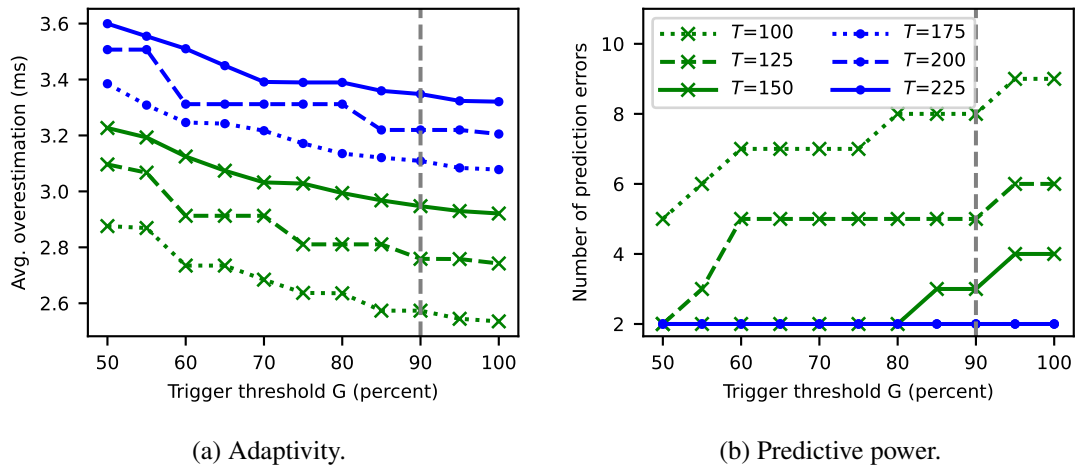 3.6
3.4
3.2
3.0
2.8
2.6
Avg. overestimation (ms)
50 60 70 80 90 100
Trigger threshold G (percent)
(a) Adaptivity.
10
8
6
4
2
Number of prediction errors
T=100 T=175
T=125 T=200
T=150 T=225
50 60 70 80 90 100
Trigger threshold G (percent)
(b) Predictive power.